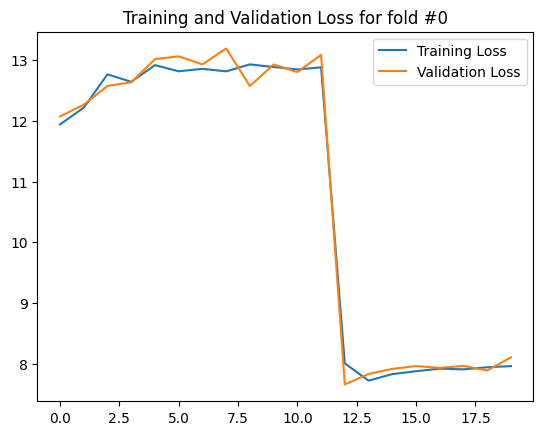 Training and Validation Loss for fold #0
Training Loss
Validation Loss
13
12
11
10
9
8
0.0 2.5 5.0 7.5 10.0 12.5 15.0 17.5